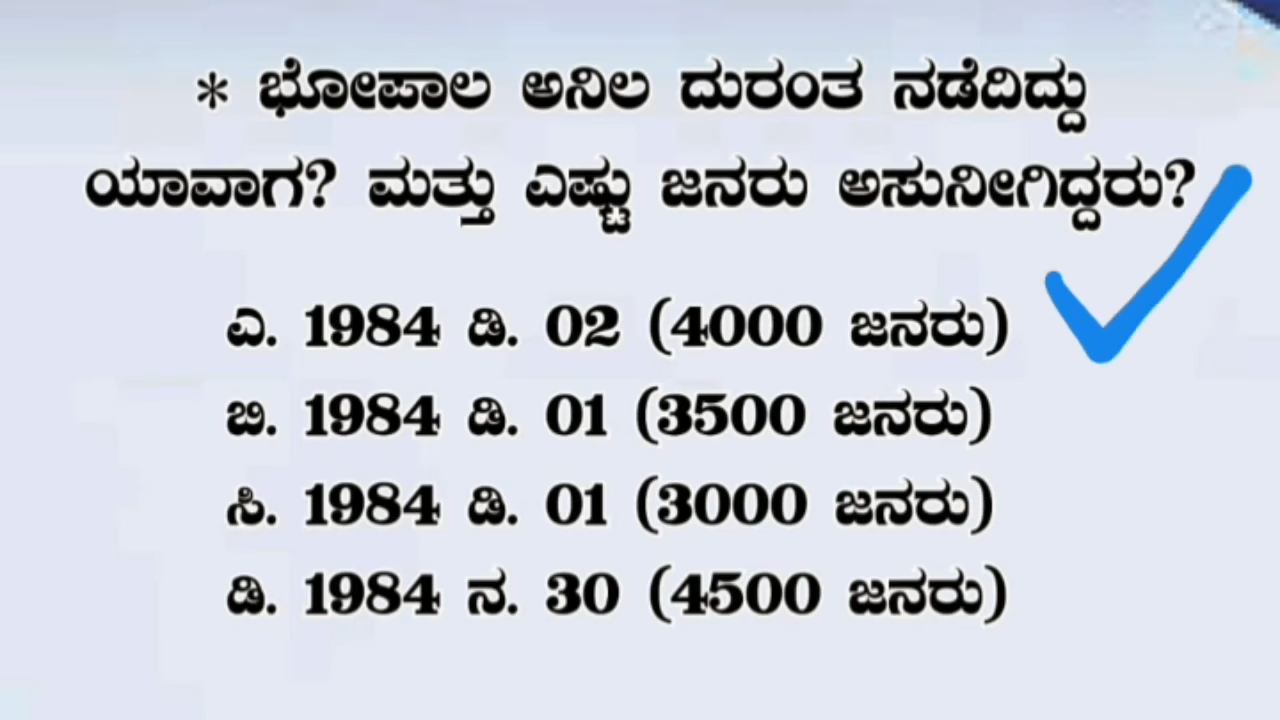 * ಭೋಪಾಲ ಅನಿಲ ದುರಂತ ನಡೆದಿದ್ದು
ಯಾವಾಗ? ಮತ್ತು ಎಷ್ಟು ಜನರು ಅಸುನೀಗಿದ್ದರು?
ಎ. 1984 ಡಿ. 02 (4000 ಜನರು)
ಬಿ. 1984 ಡಿ. 01 (3500 ಜನರು)
ಸಿ. 1984 ಡಿ. 01 (3000 ಜನರು)
ಡಿ. 1984 ನ. 30 (4500 ಜನರು)